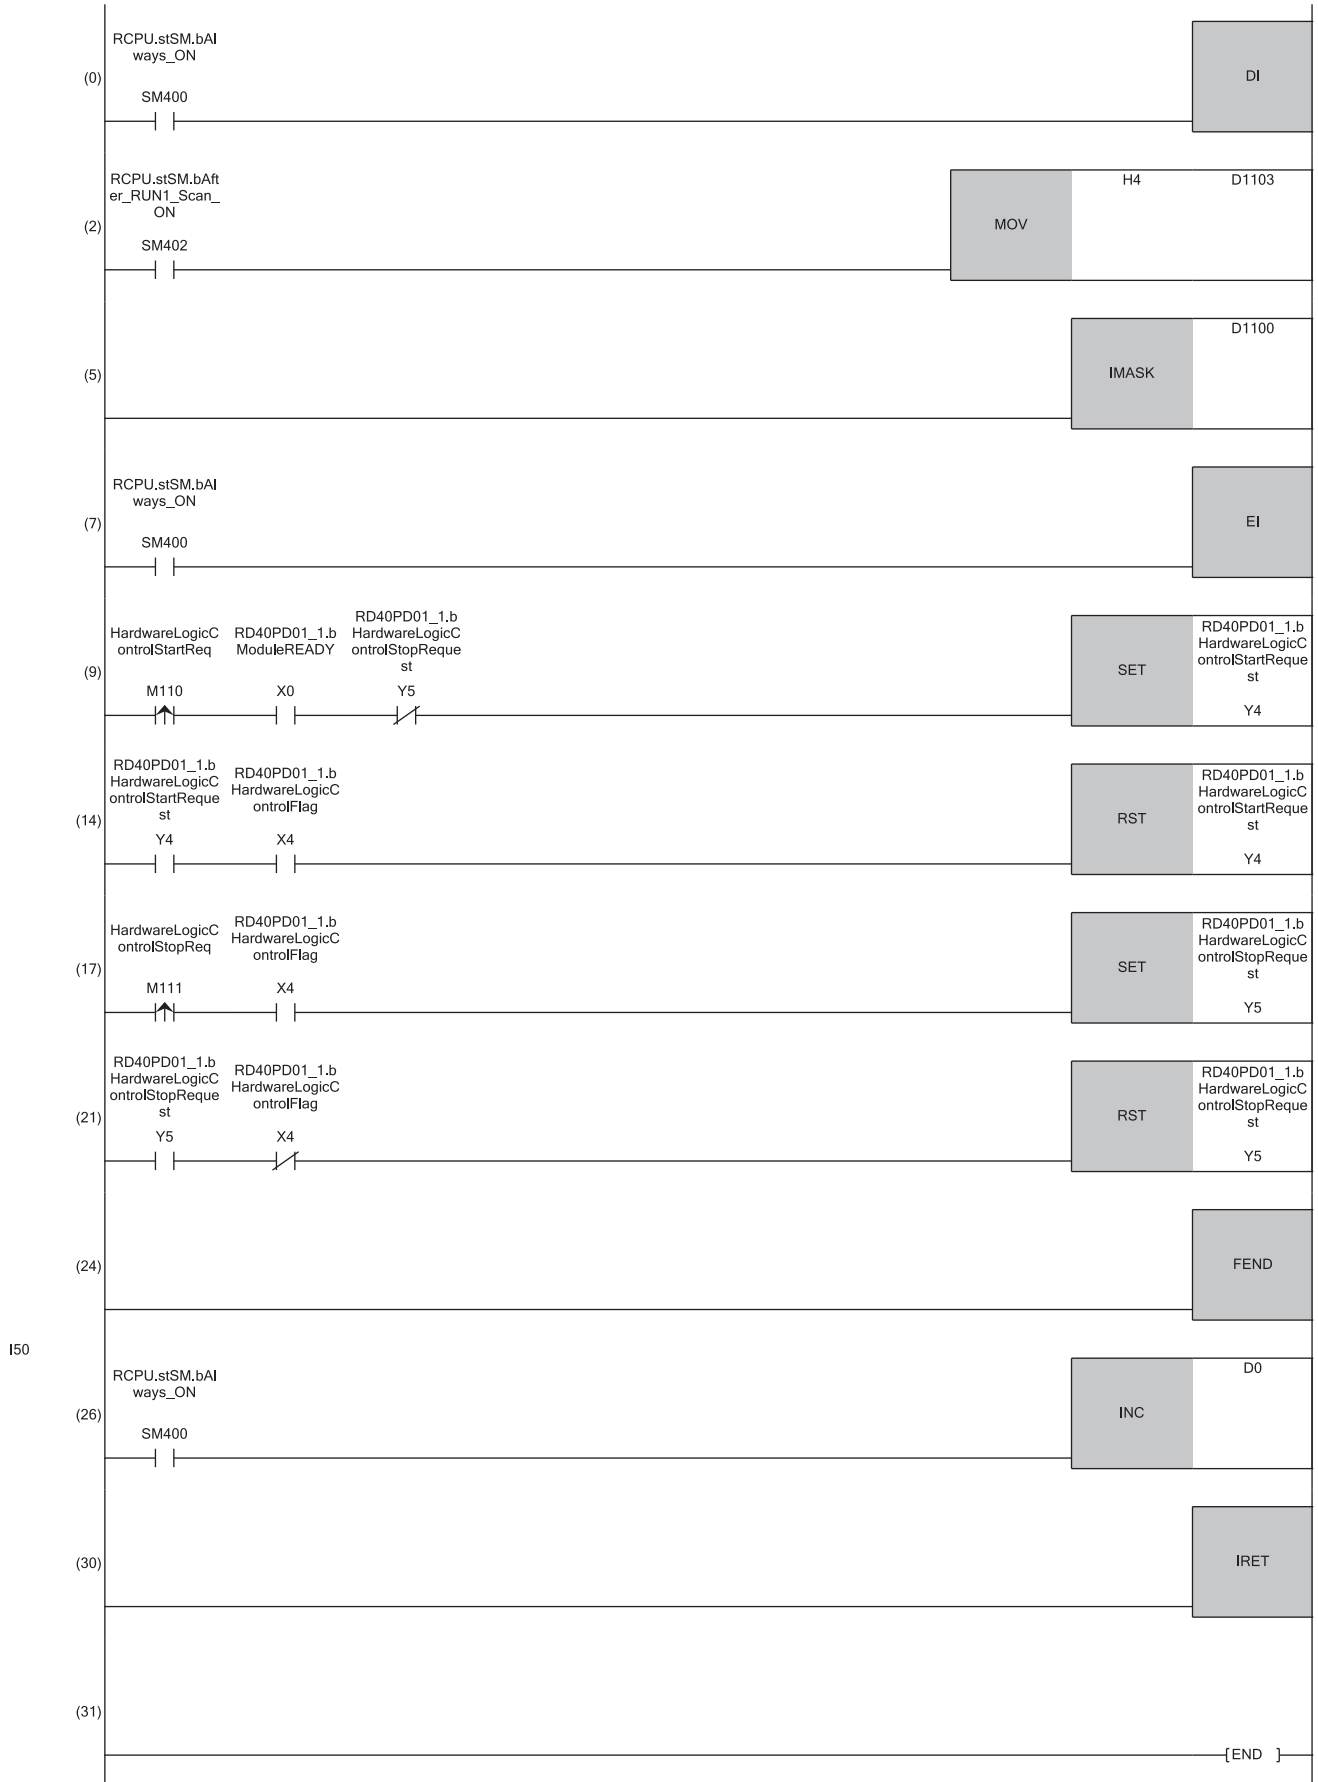 RCPU.stSM.bAl
ways_ON
(0)
SM400
DI
RCPU.stSM.bAft
er_RUN1_Scan_
ON
(2)
SM402
MOV
H4
D1103
(5)
IMASK
D1100
RCPU.stSM.bAl
ways_ON
(7)
SM400
EI
HardwareLogicC
ontrolStartReq
RD40PD01_1.b
ModuleREADY
RD40PD01_1.b
HardwareLogicC
ontrolStopReque
st
(9)
M110
X0
Y5
SET
RD40PD01_1.b
HardwareLogicC
ontrolStartReque
st
Y4
RD40PD01_1.b
HardwareLogicC
ontrolStartReque
st
RD40PD01_1.b
HardwareLogicC
ontrolFlag
(14)
Y4
X4
RST
RD40PD01_1.b
HardwareLogicC
ontrolStartReque
st
Y4
HardwareLogicC
ontrolStopReq
RD40PD01_1.b
HardwareLogicC
ontrolFlag
(17)
M111
X4
SET
RD40PD01_1.b
HardwareLogicC
ontrolStopReque
st
Y5
RD40PD01_1.b
HardwareLogicC
ontrolStopReque
st
RD40PD01_1.b
HardwareLogicC
ontrolFlag
(21)
Y5
X4
RST
RD40PD01_1.b
HardwareLogicC
ontrolStopReque
st
Y5
(24)
FEND
I50
RCPU.stSM.bAl
ways_ON
(26)
SM400
INC
D0
(30)
IRET
(31)
[END ]